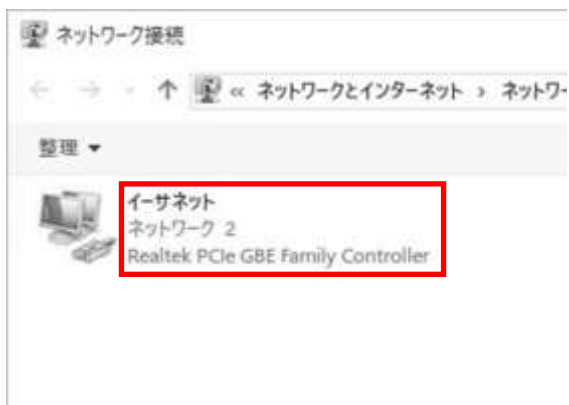 ネットワーク接続
« ネットワークとインターネット › ネットワー
整理
イーサネット
ネットワーク 2
Realtek PCIe GBE Family Controller